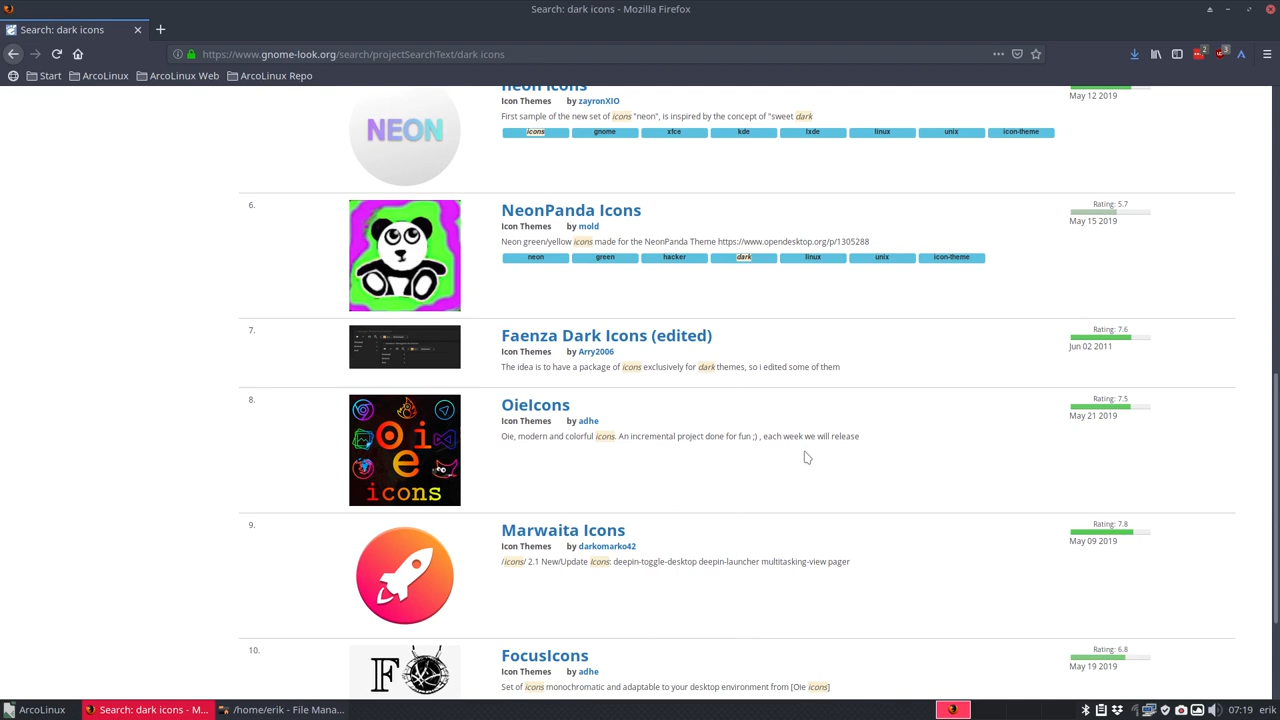 Search: dark icons - Mozilla Firefox
Search: dark icons
https://www.gnome-look.org/search/projectSearchText/dark icons
2
3
Start
ArcoLinux
ArcoLinux Web
ArcoLinux Repo
NEON
neon icons
Icon Themes by zayronXIO
First sample of the new set of icons "neon", is inspired by the concept of "sweet dark
icons gnome xfce kde lxde linux unix icon-theme
May 12 2019
6.
NeonPanda Icons
Icon Themes by mold
Neon green/yellow icons made for the NeonPanda Theme https://www.opendesktop.org/p/1305288
neon green hacker dark linux unix icon-theme
Rating: 5.7
May 15 2019
7.
Faenza Dark Icons (edited)
Icon Themes by Arry2006
The idea is to have a package of icons exclusively for dark themes, so i edited some of them
Rating: 7.6
Jun 02 2011
8.
Oie
icons
OieIcons
Icon Themes by adhe
Oie, modern and colorful icons. An incremental project done for fun ;) , each week we will release
Rating: 7.5
May 21 2019
9.
Marwaita Icons
Icon Themes by darkomarko42
/icons/ 2.1 New/Update Icons: deepin-toggle-desktop deepin-launcher multitasking-view pager
Rating: 7.8
May 09 2019
10.
F
FocusIcons
Icon Themes by adhe
Set of icons monochromatic and adaptable to your desktop environment from [Oie icons]
Rating: 6.8
May 19 2019
ArcoLinux
Search: dark icons - M...
/home/erik - File Mana...
07:19 erik